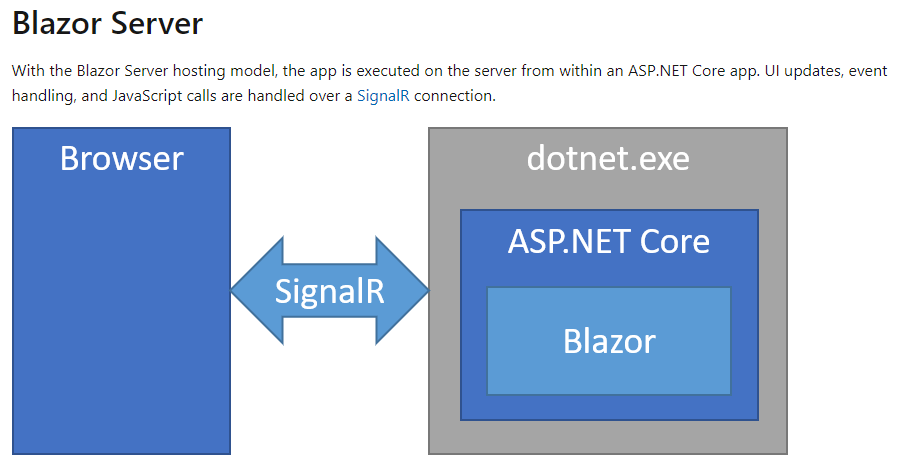 Blazor Server
With the Blazor Server hosting model, the app is executed on the server from within an ASP.NET Core app. UI updates, event
handling, and JavaScript calls are handled over a SignalR connection.
Browser
dotnet.exe
ASP.NET Core
SignalR
Blazor